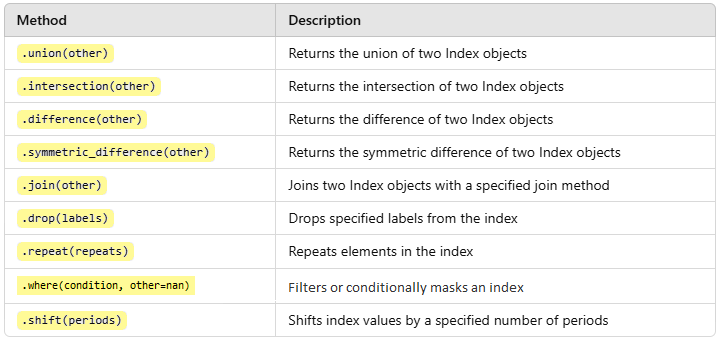 Method Description
.union(other) Returns the union of two Index objects
.intersection(other) Returns the intersection of two Index objects
.difference(other) Returns the difference of two Index objects
.symmetric_difference(other) Returns the symmetric difference of two Index objects
.join(other) Joins two Index objects with a specified join method
.drop(labels) Drops specified labels from the index
.repeat(repeats) Repeats elements in the index
.where(condition, other=nan) Filters or conditionally masks an index
.shift(periods) Shifts index values by a specified number of periods